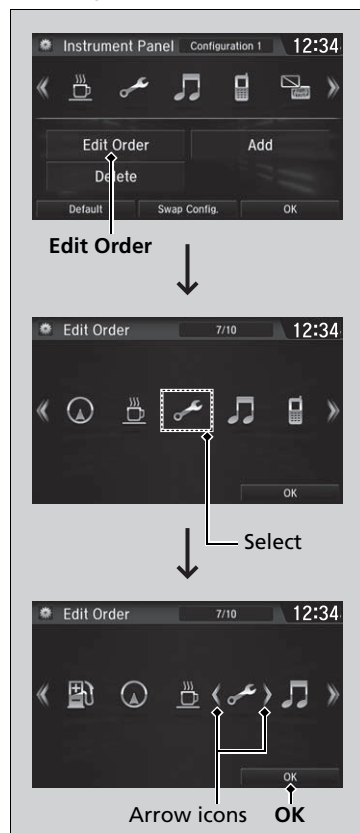 Instrument Panel Configuration 1 12:34
Edit Order Add
Delete
Default Swap Config. OK
Edit Order
Edit Order 7/10 12:34
OK
Select
Edit Order 7/10 12:34
OK
Arrow icons OK